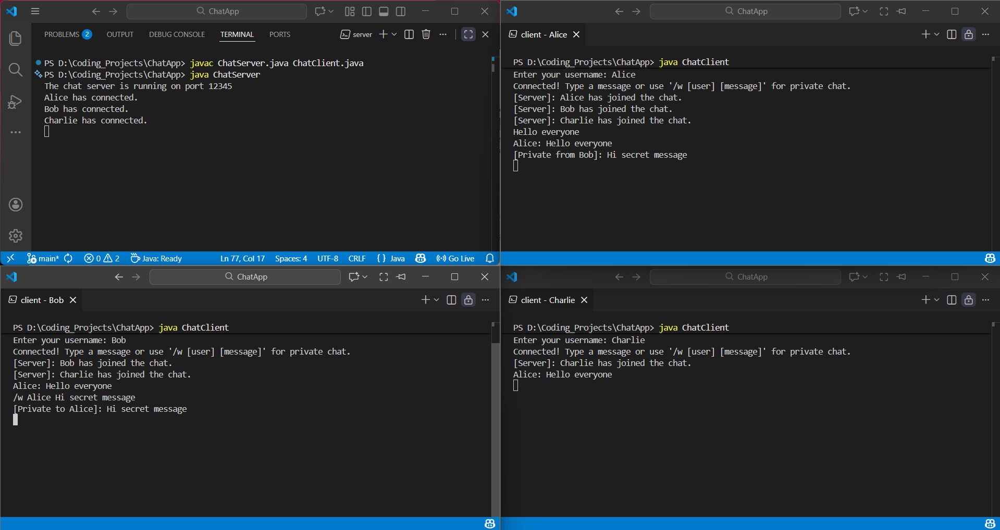 ChatApp
PROBLEMS 2 OUTPUT DEBUG CONSOLE TERMINAL PORTS server
PS D:\Coding_Projects\ChatApp> javac ChatServer.java ChatClient.java
PS D:\Coding_Projects\ChatApp> java ChatServer
The chat server is running on port 12345
Alice has connected.
Bob has connected.
Charlie has connected.
main* 0 2 Java: Ready Ln 77, Col 17 Spaces: 4 UTF-8 CRLF { } Java Go Live
ChatApp
client - Alice
PS D:\Coding_Projects\ChatApp> java ChatClient
Enter your username: Alice
Connected! Type a message or use '/w [user] [message]' for private chat.
[Server]: Alice has joined the chat.
[Server]: Bob has joined the chat.
[Server]: Charlie has joined the chat.
Hello everyone
Alice: Hello everyone
[Private from Bob]: Hi secret message
ChatApp
client - Bob
PS D:\Coding_Projects\ChatApp> java ChatClient
Enter your username: Bob
Connected! Type a message or use '/w [user] [message]' for private chat.
[Server]: Bob has joined the chat.
[Server]: Charlie has joined the chat.
Alice: Hello everyone
/w Alice Hi secret message
[Private to Alice]: Hi secret message
ChatApp
client - Charlie
PS D:\Coding_Projects\ChatApp> java ChatClient
Enter your username: Charlie
Connected! Type a message or use '/w [user] [message]' for private chat.
[Server]: Charlie has joined the chat.
Alice: Hello everyone